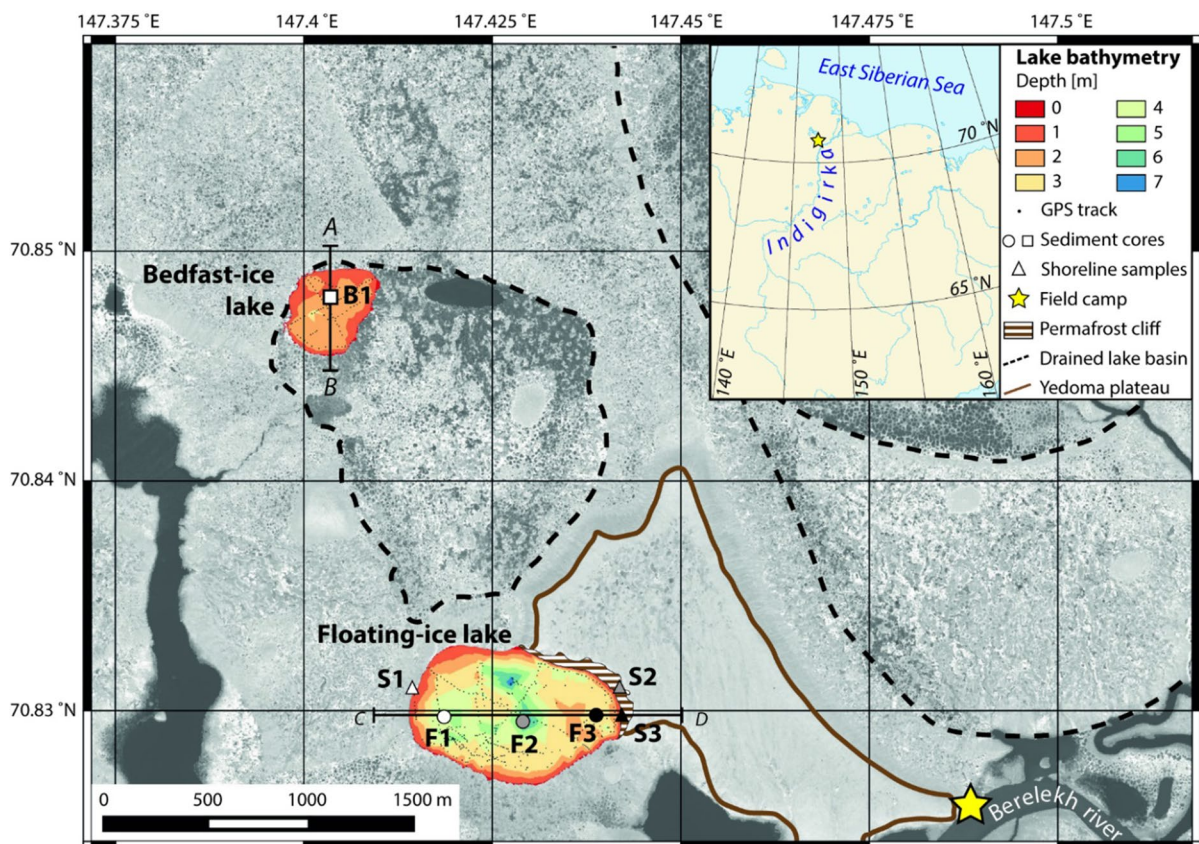 147.375 °E 147.4 °E 147.425 °E 147.45 °E 147.475 °E 147.5 °E
East Siberian Sea
70 °N
Indigirka
65 °N
140 °E
150 °E
160 °E
Lake bathymetry
Depth [m]
0 4
1 5
2 6
3 7
GPS track
Sediment cores
Shoreline samples
Field camp
Permafrost cliff
Drained lake basin
Yedoma plateau
70.85 °N
A
Bedfast-ice
lake
B1
B
70.84 °N
Floating-ice lake
S1 S2
70.83 °N
C D
F1 F2 F3 S3
0 500 1000 1500 m
Berelekh river